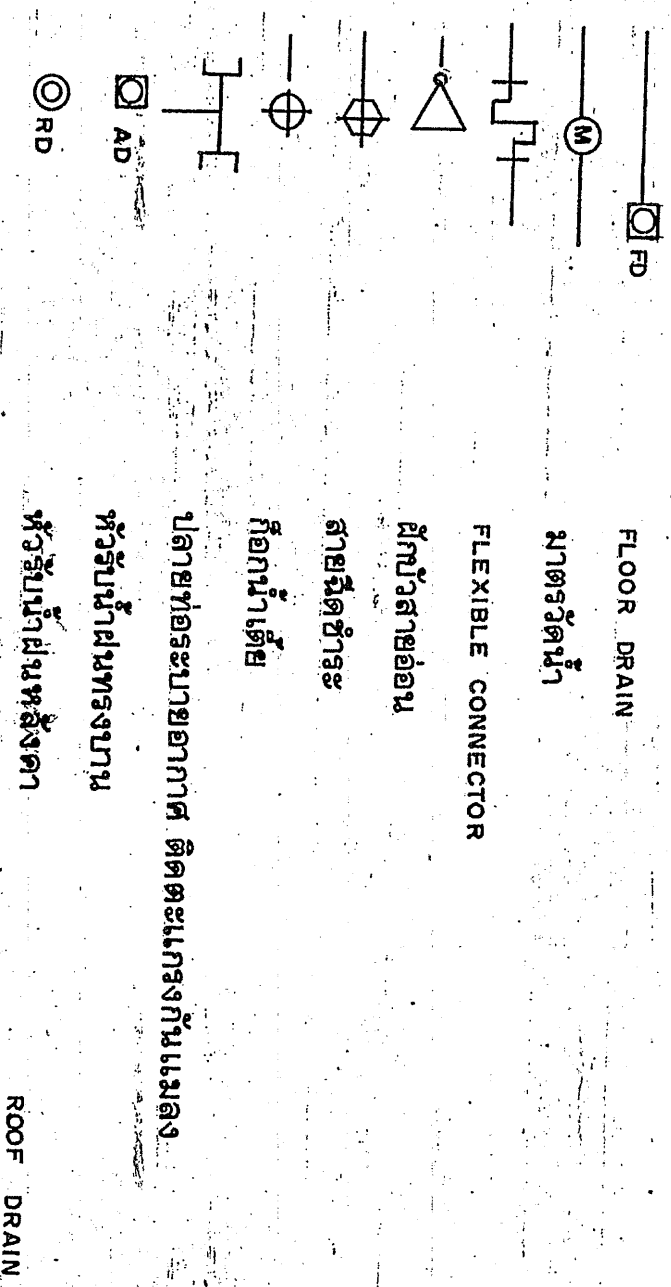 FD FLOOR DRAIN
M มาตรวัดน้ำ
FLEXIBLE CONNECTOR
ฝักบัวสายอ่อน
สายฉีดชำระ
ก๊อกน้ำเตี้ย
ปลายท่อระบายอากาศ ติดตะแกรงกันแมลง
AD หัวรับน้ำฝนทรงบาน
RD หัวรับน้ำฝนหลังคา ROOF DRAIN